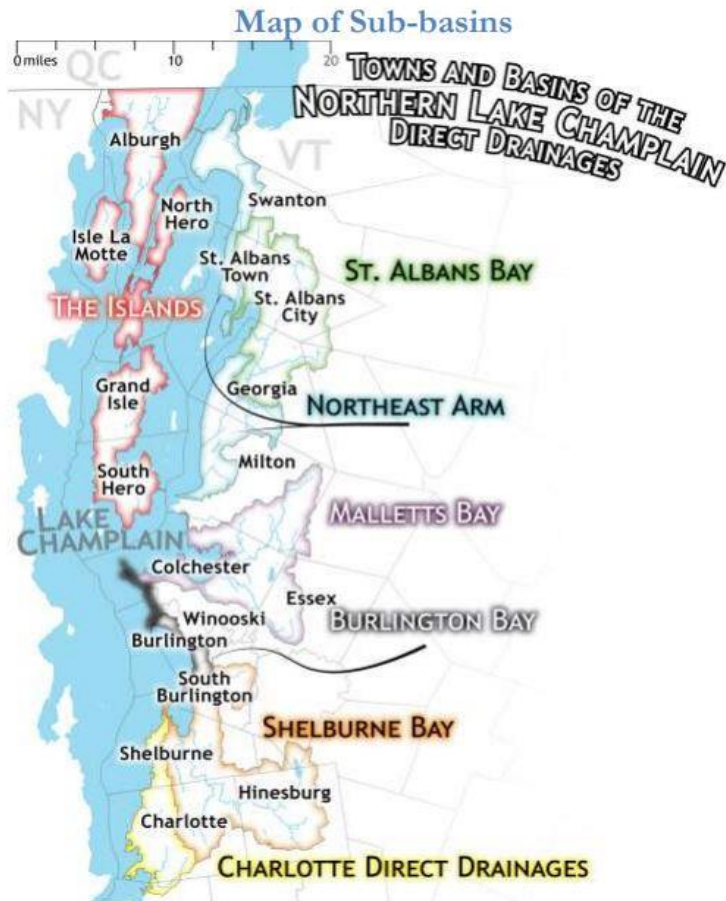 Map of Sub-basins
0 miles 10 20
QC
NY
VT
TOWNS AND BASINS OF THE
NORTHERN LAKE CHAMPLAIN
DIRECT DRAINAGES
Alburgh
North
Hero
Isle La
Motte
Swanton
St. Albans
Town
ST. ALBANS BAY
St. Albans
City
THE ISLANDS
Grand
Isle
Georgia
NORTHEAST ARM
Milton
South
Hero
MALLETTS BAY
LAKE
CHAMPLAIN
Colchester
Essex
Winooski
BURLINGTON BAY
Burlington
South
Burlington
SHELBURNE BAY
Shelburne
Hinesburg
Charlotte
CHARLOTTE DIRECT DRAINAGES